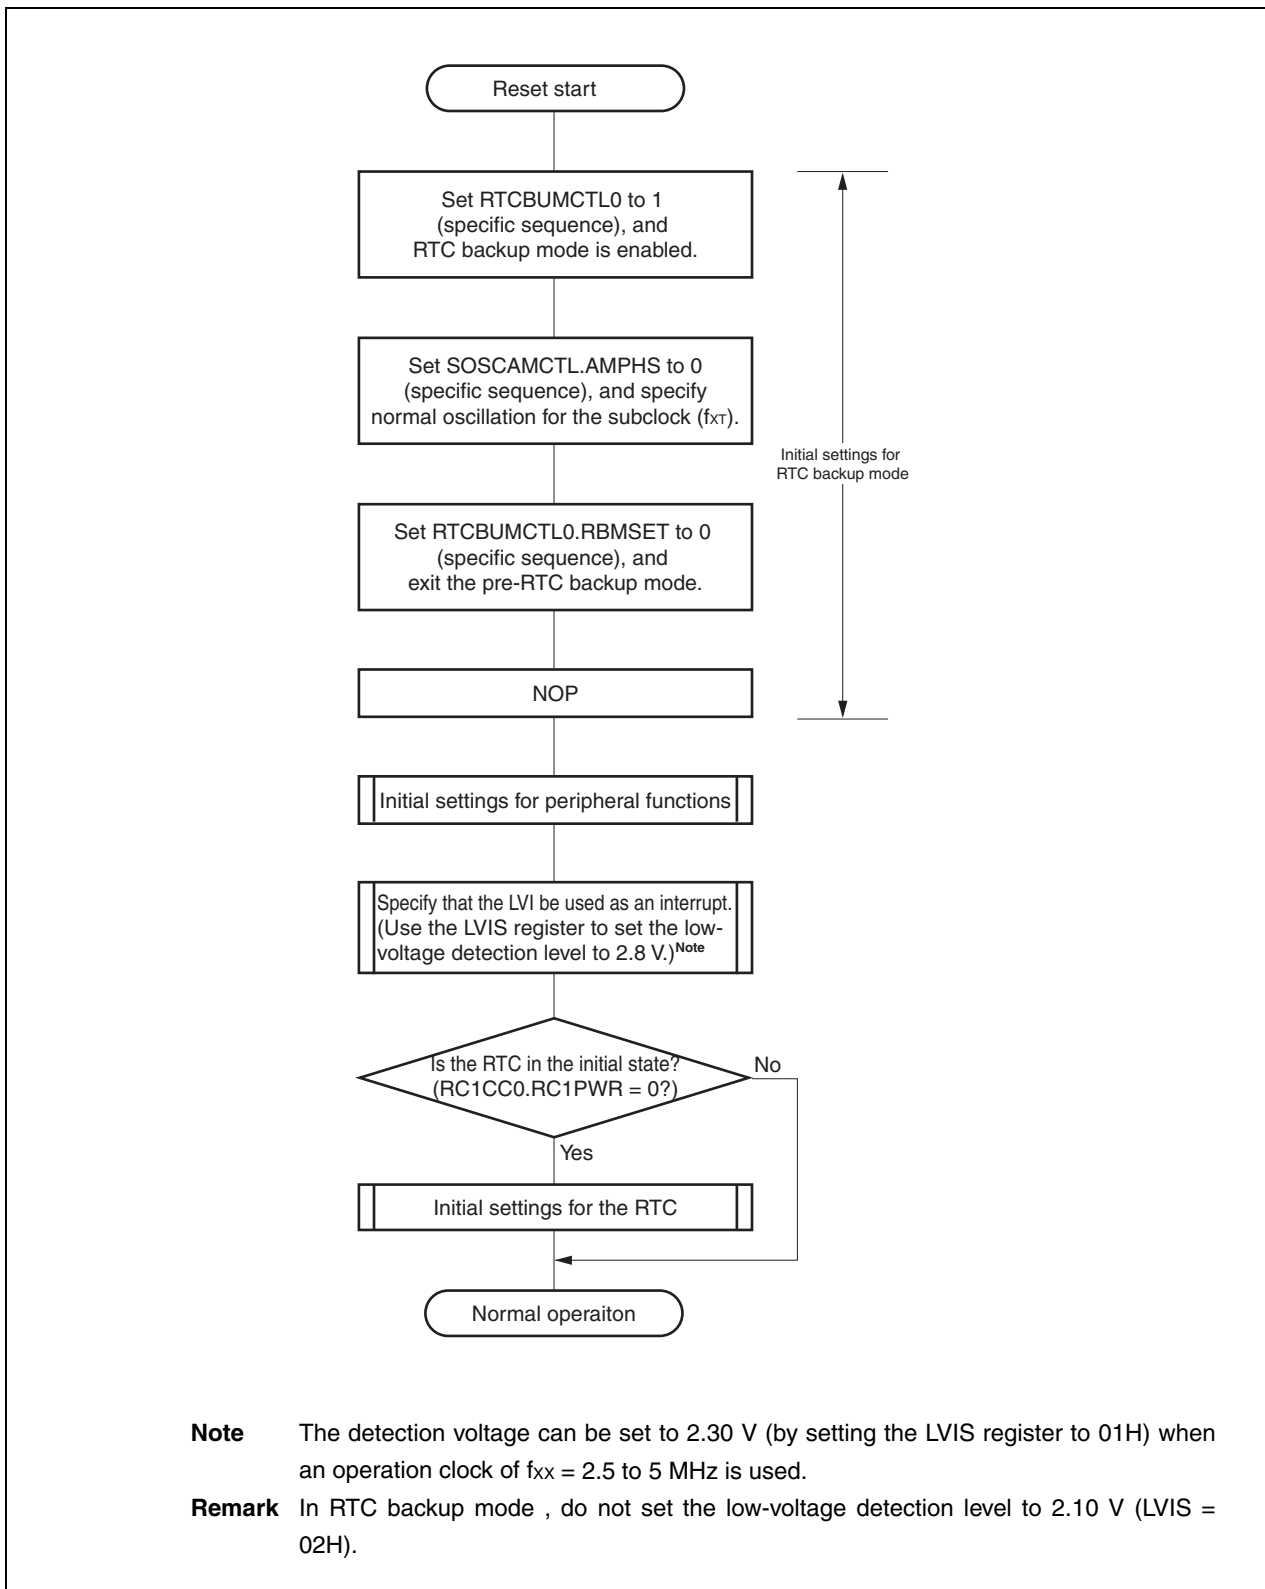 Reset start
Set RTCBUMCTL0 to 1
(specific sequence), and
RTC backup mode is enabled.
Set SOSCAMCTL.AMPHS to 0
(specific sequence), and specify
normal oscillation for the subclock (fXT).
Initial settings for
RTC backup mode
Set RTCBUMCTL0.RBMSET to 0
(specific sequence), and
exit the pre-RTC backup mode.
NOP
Initial settings for peripheral functions
Specify that the LVI be used as an interrupt.
(Use the LVIS register to set the low-
voltage detection level to 2.8 V.)Note
Is the RTC in the initial state?
(RC1CC0.RC1PWR = 0?)
No
Yes
Initial settings for the RTC
Normal operaiton
Note The detection voltage can be set to 2.30 V (by setting the LVIS register to 01H) when
an operation clock of fXX = 2.5 to 5 MHz is used.
Remark In RTC backup mode , do not set the low-voltage detection level to 2.10 V (LVIS =
02H).